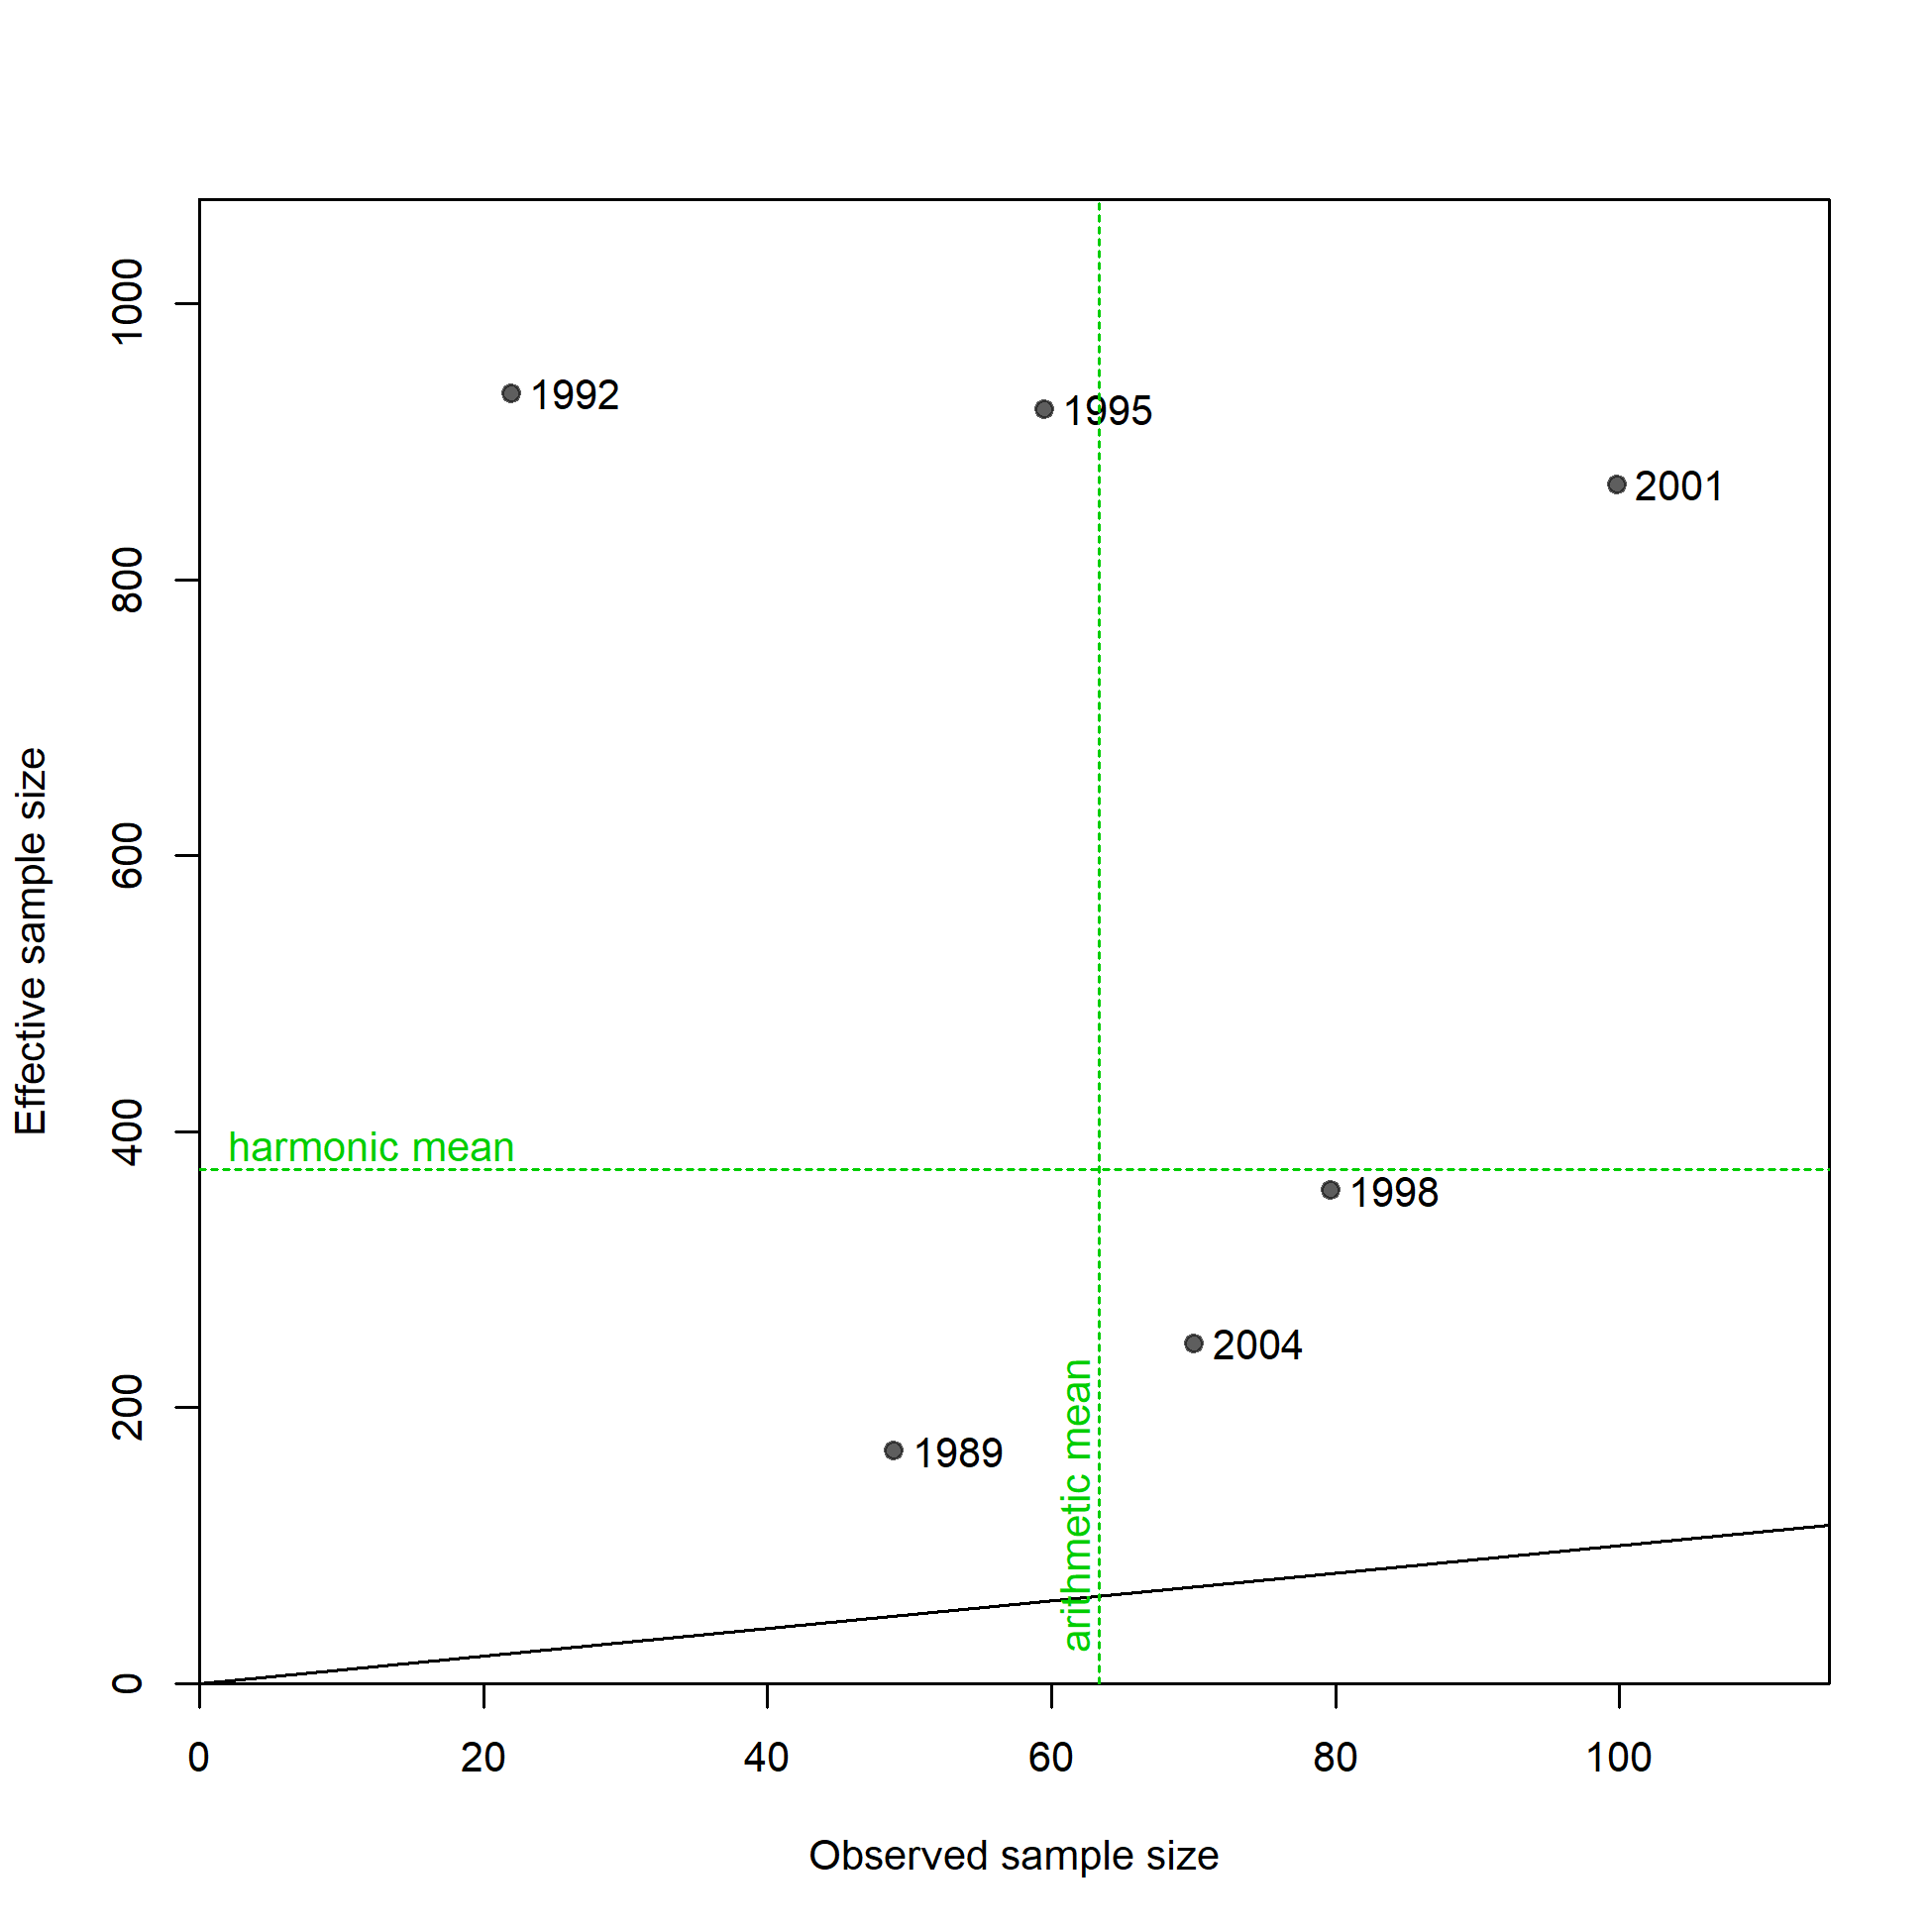 1000
800
600
400
200
0
Effective sample size
1992
1995
2001
harmonic mean
1998
2004
1989
arithmetic mean
0 20 40 60 80 100
Observed sample size